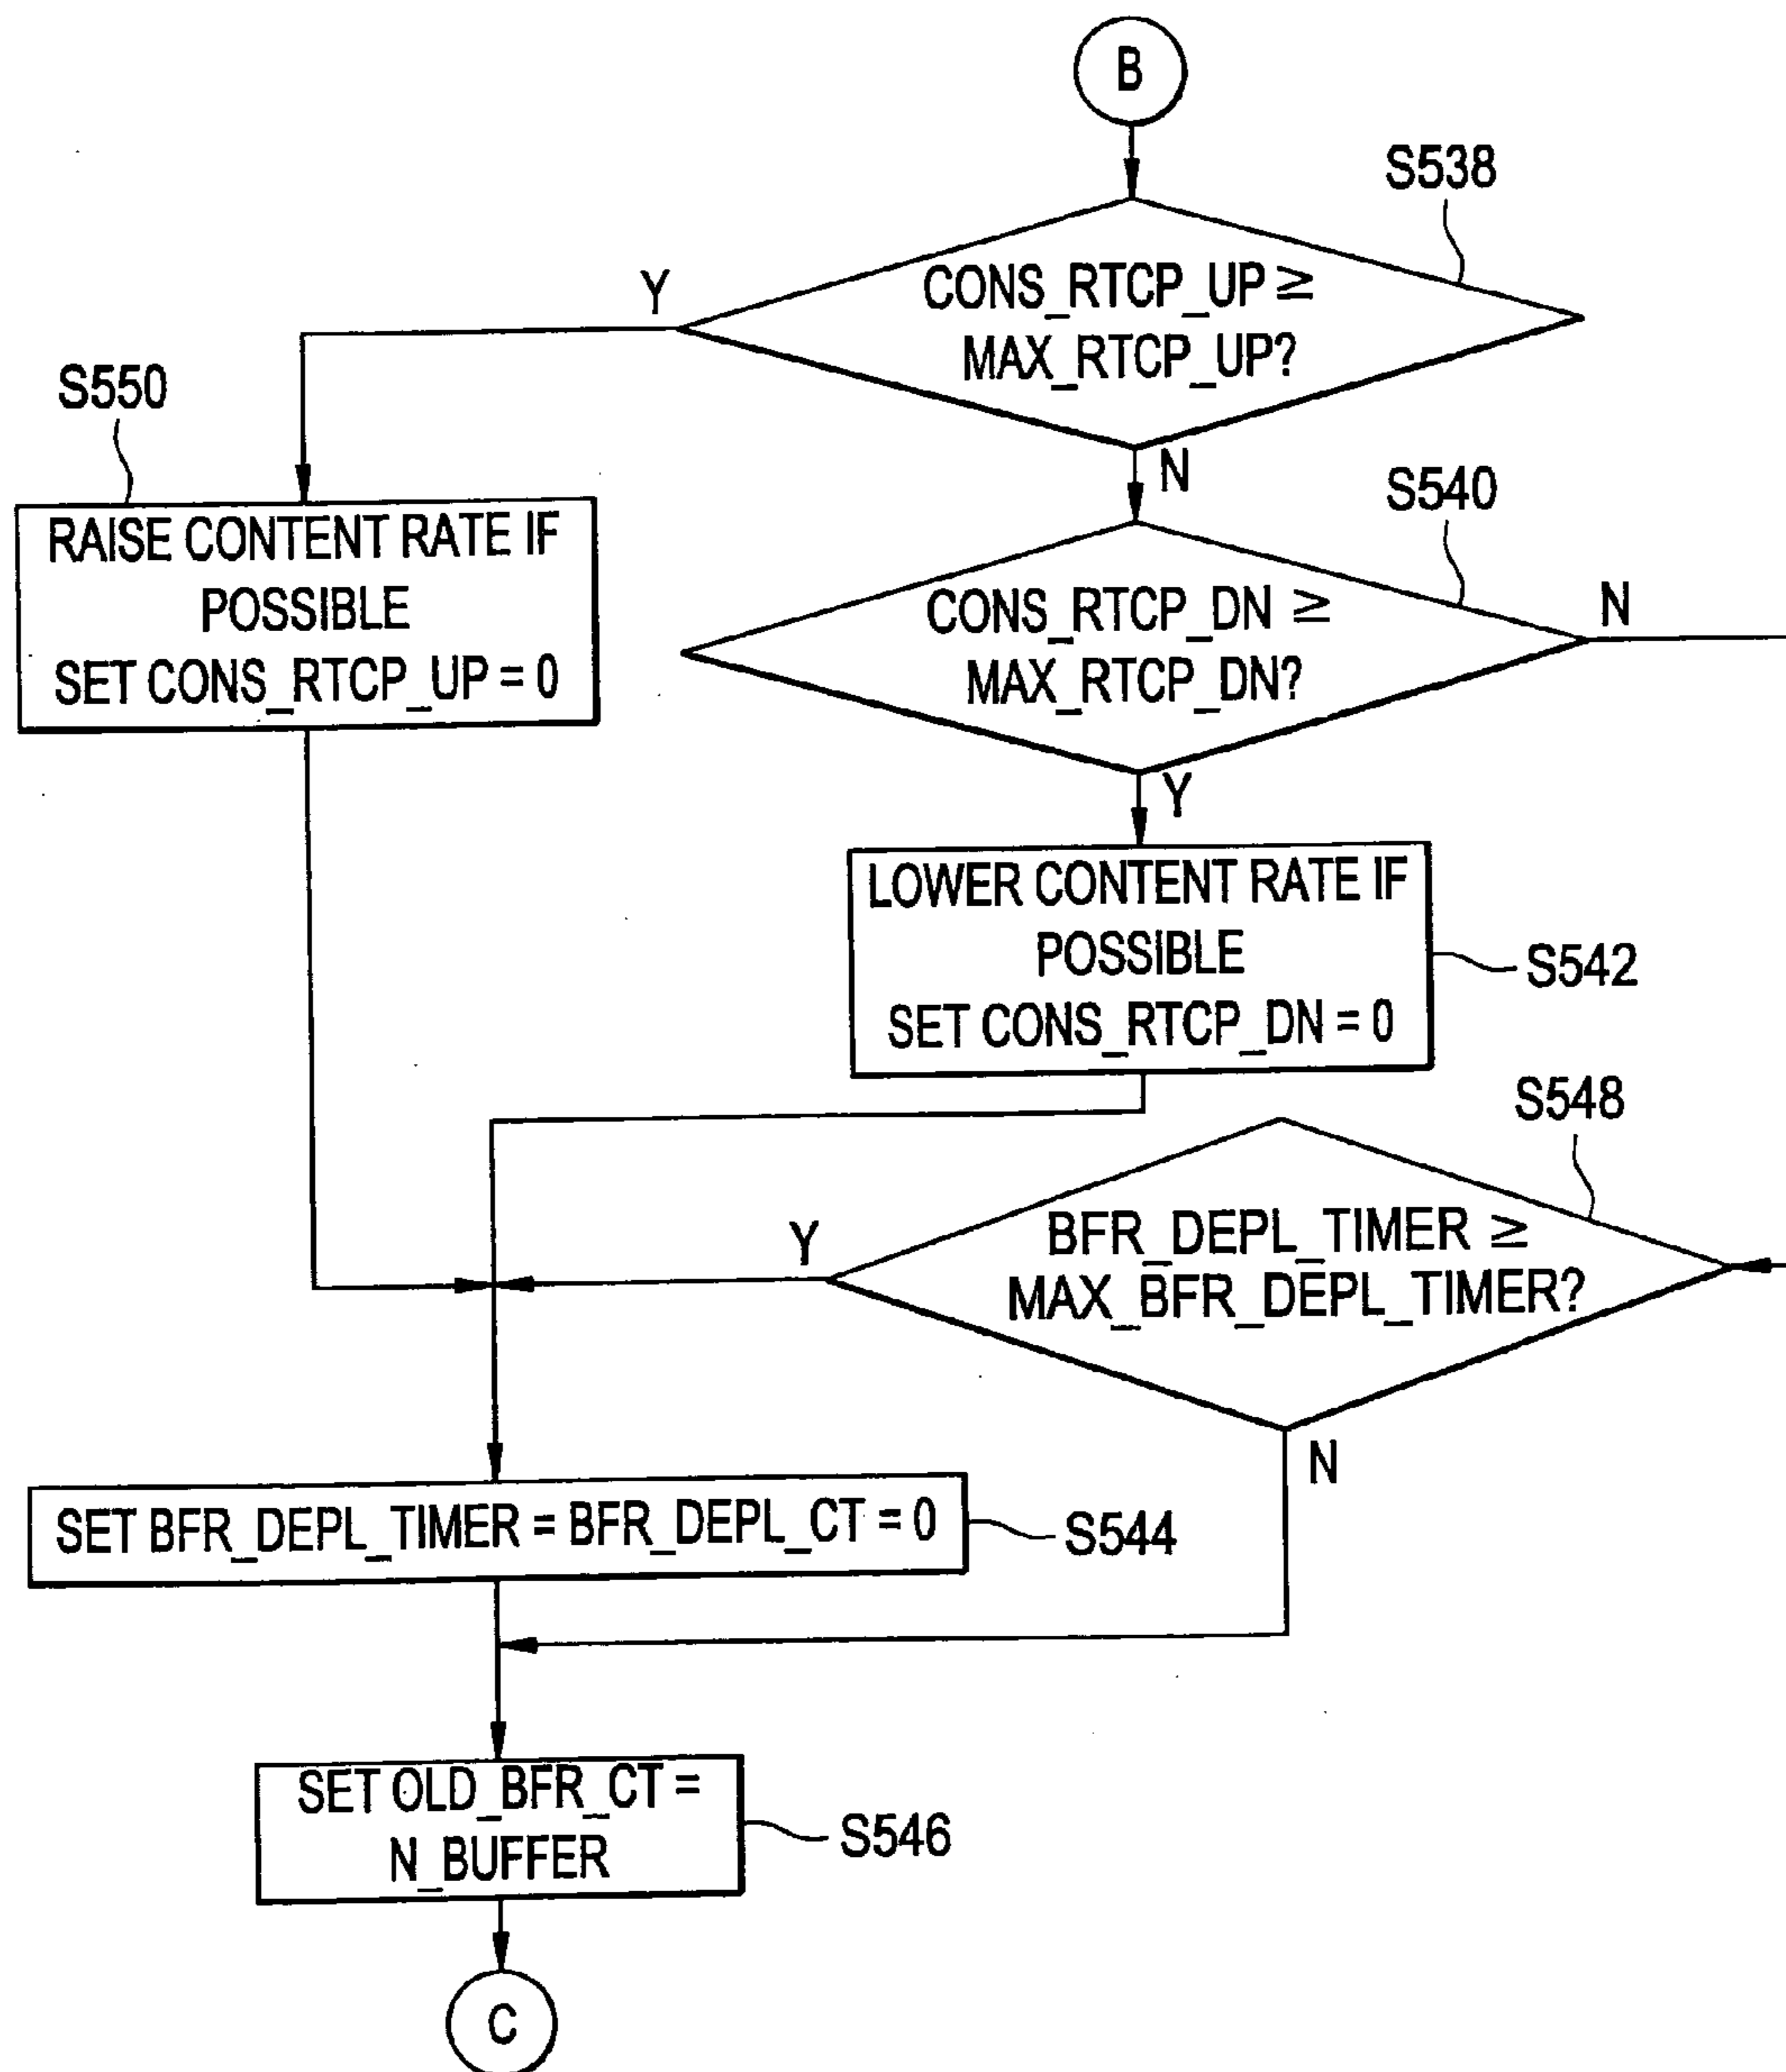 B
S538
CONS_RTCP_UP ≥
MAX_RTCP_UP?
Y
N
S550
RAISE CONTENT RATE IF
POSSIBLE
SET CONS_RTCP_UP = 0
S540
CONS_RTCP_DN ≥
MAX_RTCP_DN?
N
Y
LOWER CONTENT RATE IF
POSSIBLE
SET CONS_RTCP_DN = 0
S542
S548
BFR_DEPL_TIMER ≥
MAX_BFR_DEPL_TIMER?
Y
N
SET BFR_DEPL_TIMER = BFR_DEPL_CT = 0
S544
SET OLD_BFR_CT =
N_BUFFER
S546
C